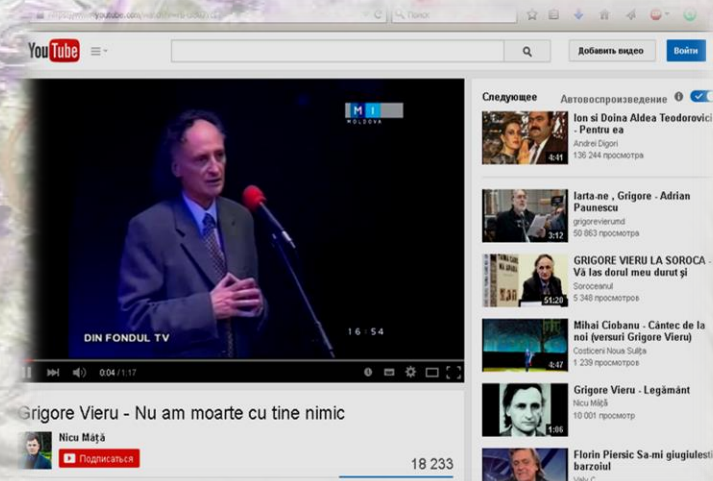 YouTube
Поиск
Добавить видео
Войти
Следующее
Автовоспроизведение
M I
MOLDOVA
DIN FONDUL TV
16:54
0:04 / 1:17
Grigore Vieru - Nu am moarte cu tine nimic
Nicu Mâță
Подписаться
18 233
Ion si Doina Aldea Teodorovici
- Pentru ea
Andrei Digori
136 244 просмотра
4:41
Iarta-ne , Grigore - Adrian
Paunescu
grigorevierumd
50 863 просмотра
3:12
GRIGORE VIERU LA SOROCA -
Vă las dorul meu durut şi
Soroceanul
5 348 просмотров
51:20
Mihai Ciobanu - Cântec de la
noi (versuri Grigore Vieru)
Costiceni Noua Suliţa
1 239 просмотров
4:47
Grigore Vieru - Legământ
Nicu Mâţă
10 001 просмотр
1:06
Florin Piersic Sa-mi giugiulesti
barzoiul